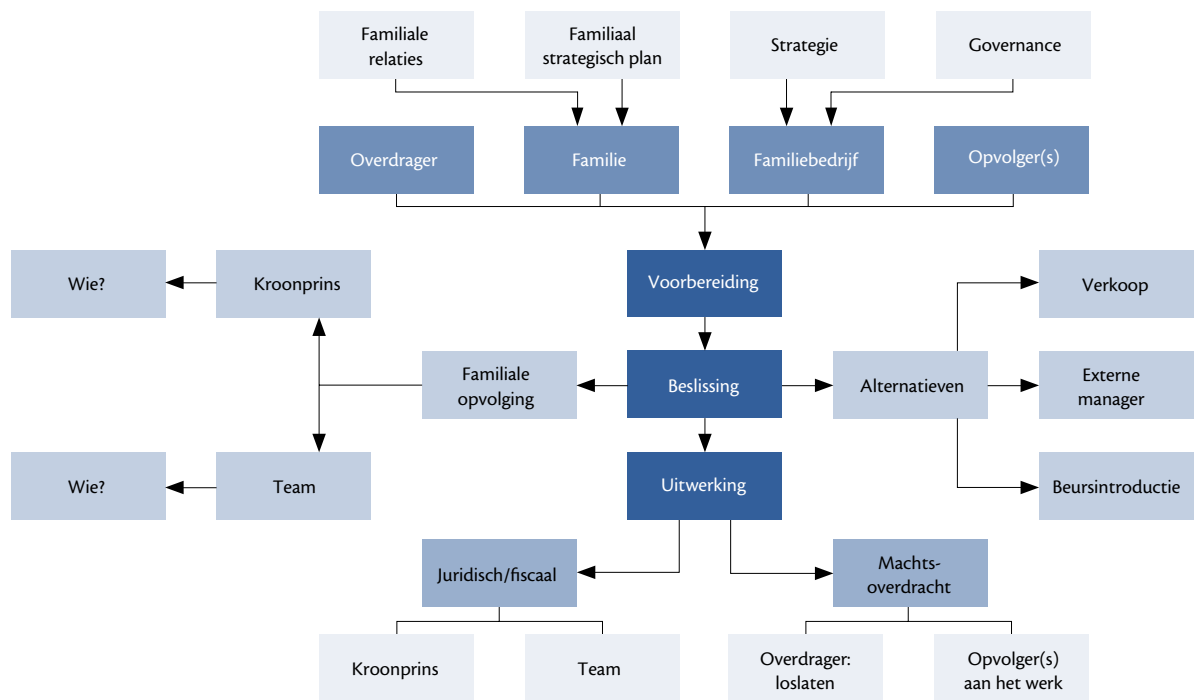 Familiale
relaties
Familiaal
strategisch plan
Strategie
Governance
Overdrager
Familie
Familiebedrijf
Opvolger(s)
Voorbereiding
Wie?
Kroonprins
Verkoop
Familiale
opvolging
Beslissing
Alternatieven
Externe
manager
Wie?
Team
Uitwerking
Beursintroductie
Juridisch/fiscaal
Machts-
overdracht
Kroonprins
Team
Overdrager:
loslaten
Opvolger(s)
aan het werk